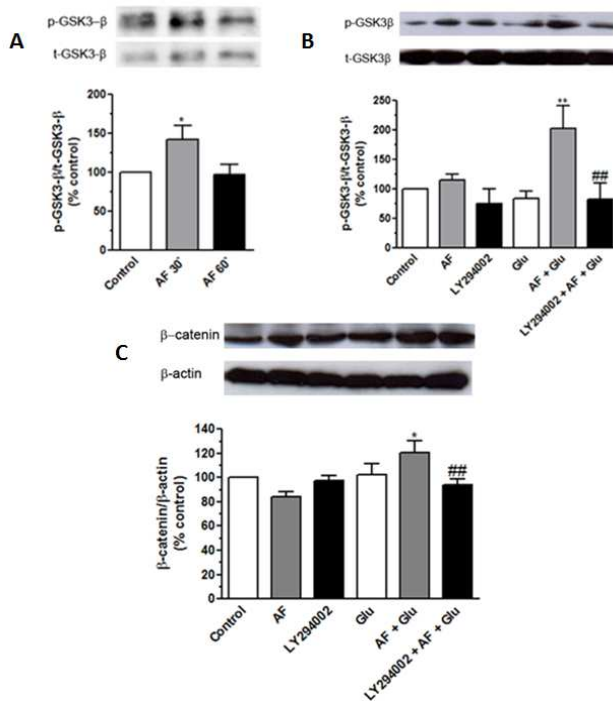 A
p-GSK3-β
t-GSK3-β
p-GSK3-β/t-GSK3-β
(% control)
200
150
100
50
0
*
Control
AF 30´
AF 60´
B
p-GSK3β
t-GSK3β
p-GSK3-β/t-GSK3-β
(% control)
250
200
150
100
50
0
**
##
Control
AF
LY294002
Glu
AF + Glu
LY294002 + AF + Glu
C
β-catenin
β-actin
β-catenin/β-actin
(% control)
140
120
100
80
60
40
20
0
*
##
Control
AF
LY294002
Glu
AF + Glu
LY294002 + AF + Glu